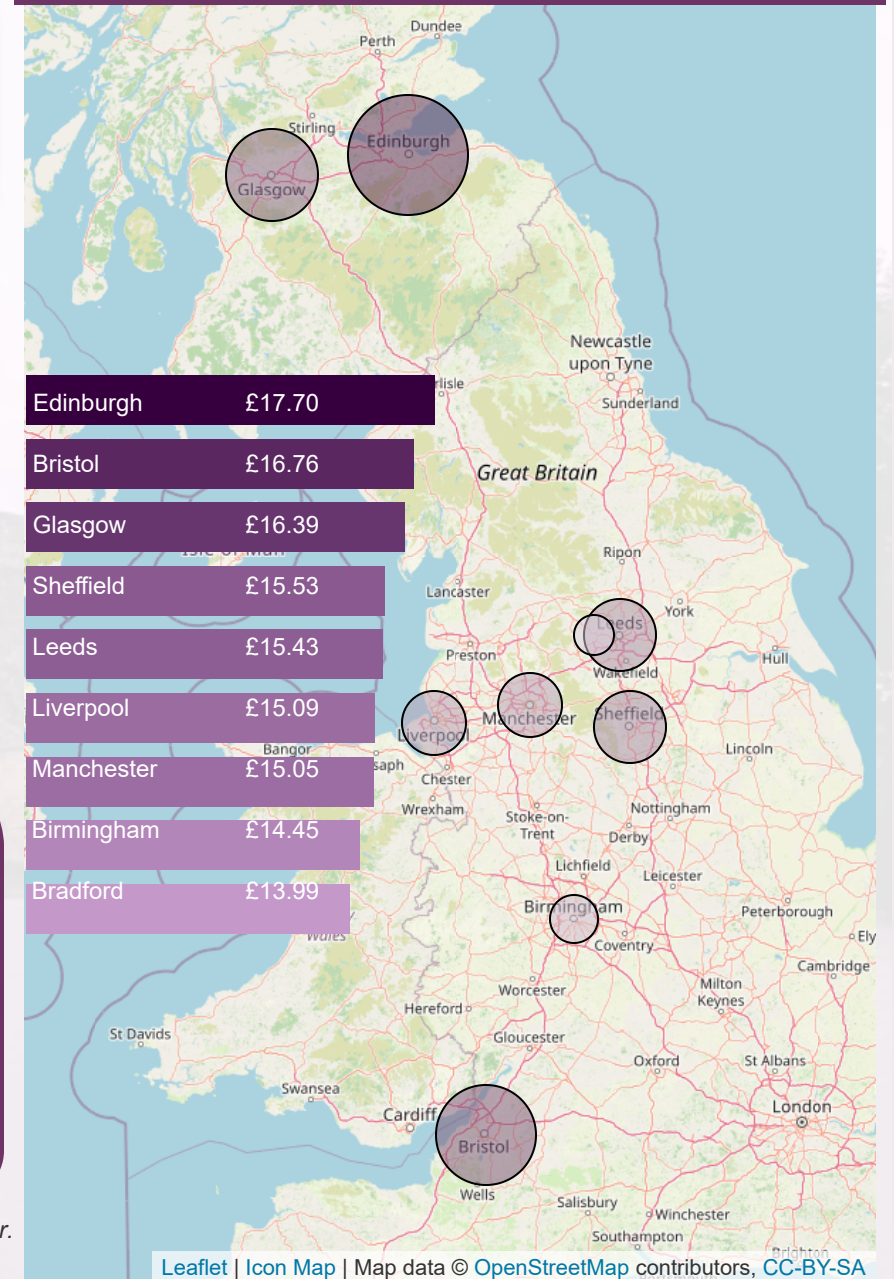 Dundee
Perth
Stirling
Edinburgh
Glasgow
Newcastle
upon Tyne
rlisle
Sunderland
Edinburgh £17.70
Bristol £16.76
Great Britain
Glasgow £16.39
Ripon
Sheffield £15.53
Lancaster
York
Leeds
Leeds £15.43
Preston
Hull
Wakefield
Liverpool £15.09
Sheffield
Manchester
Liverpool
Bangor
Lincoln
Manchester £15.05
saph
Chester
Wrexham
Nottingham
Stoke-on-
Trent
Derby
Birmingham £14.45
Lichfield
Leicester
Bradford £13.99
Birmingham
Peterborough
Wales
Ely
Coventry
Cambridge
Worcester
Milton
Keynes
Hereford
St Davids
Gloucester
Oxford
St Albans
Swansea
Cardiff
London
Bristol
Wells
Salisbury
Winchester
r.
Southampton
Brighton
Leaflet | Icon Map | Map data © OpenStreetMap contributors, CC-BY-SA